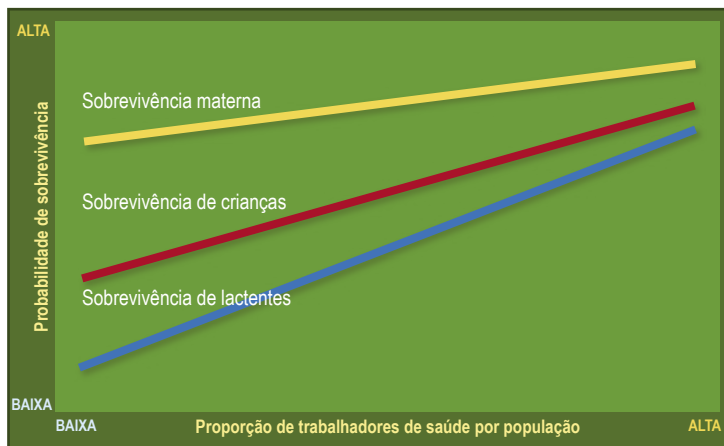 ALTA
Probabilidade de sobrevivência
Sobrevivência materna
Sobrevivência de crianças
Sobrevivência de lactentes
BAIXA
BAIXA
Proporção de trabalhadores de saúde por população
ALTA